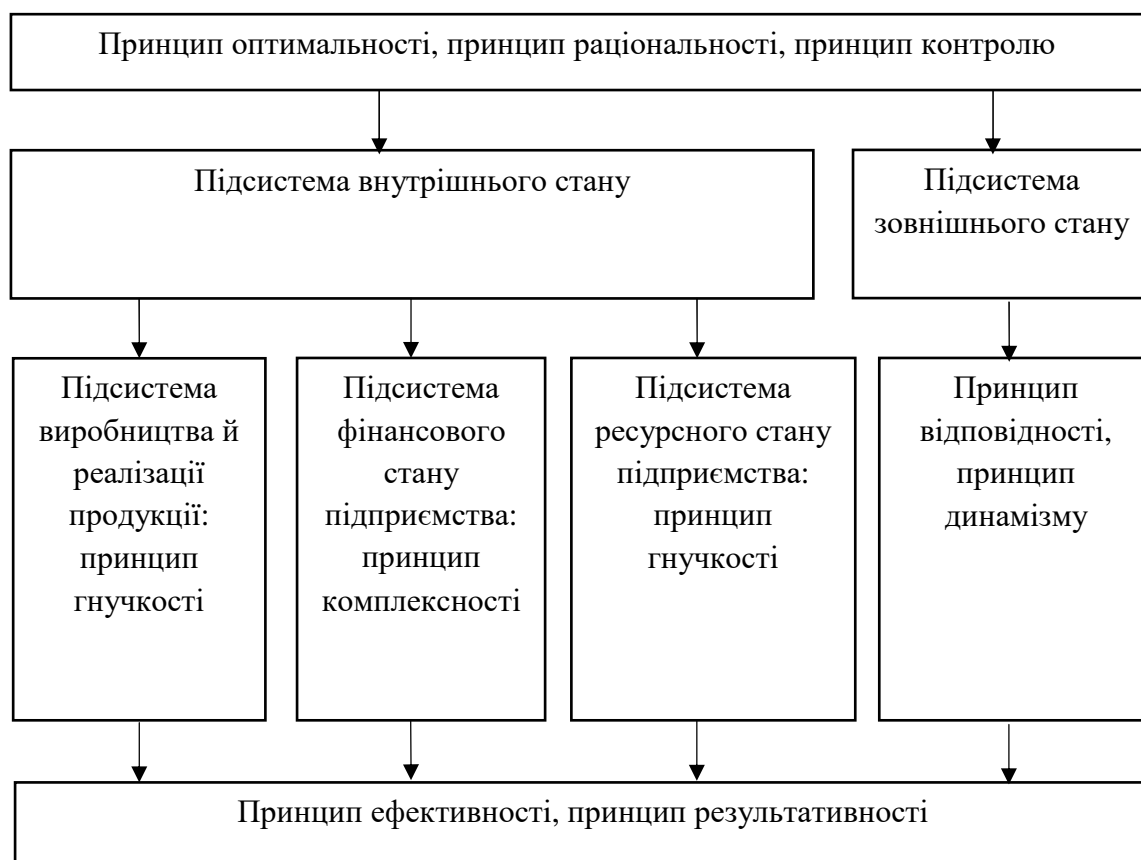 Принцип оптимальності, принцип раціональності, принцип контролю
Підсистема внутрішнього стану
Підсистема
зовнішнього стану
Підсистема
виробництва й
реалізації
продукції:
принцип
гнучкості
Підсистема
фінансового
стану
підприємства:
принцип
комплексності
Підсистема
ресурсного стану
підприємства:
принцип
гнучкості
Принцип
відповідності,
принцип
динамізму
Принцип ефективності, принцип результативності